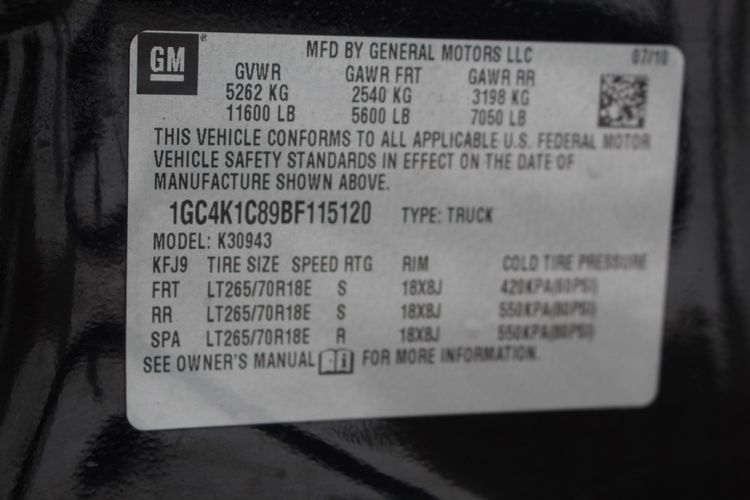 GM ® MFD BY GENERAL MOTORS LLC 07/10
GVWR GAWR FRT GAWR RR
5262 KG 2540 KG 3198 KG
11600 LB 5600 LB 7050 LB
THIS VEHICLE CONFORMS TO ALL APPLICABLE U.S. FEDERAL MOTOR
VEHICLE SAFETY STANDARDS IN EFFECT ON THE DATE OF
MANUFACTURE SHOWN ABOVE.
1GC4K1C89BF115120 TYPE: TRUCK
MODEL: K30943
KFJ9 TIRE SIZE SPEED RTG RIM COLD TIRE PRESSURE
FRT LT265/70R18E S 18X8J 420KPA(60PSI)
RR LT265/70R18E S 18X8J 550KPA(80PSI)
SPA LT265/70R18E R 18X8J 550KPA(80PSI)
SEE OWNER'S MANUAL i FOR MORE INFORMATION.